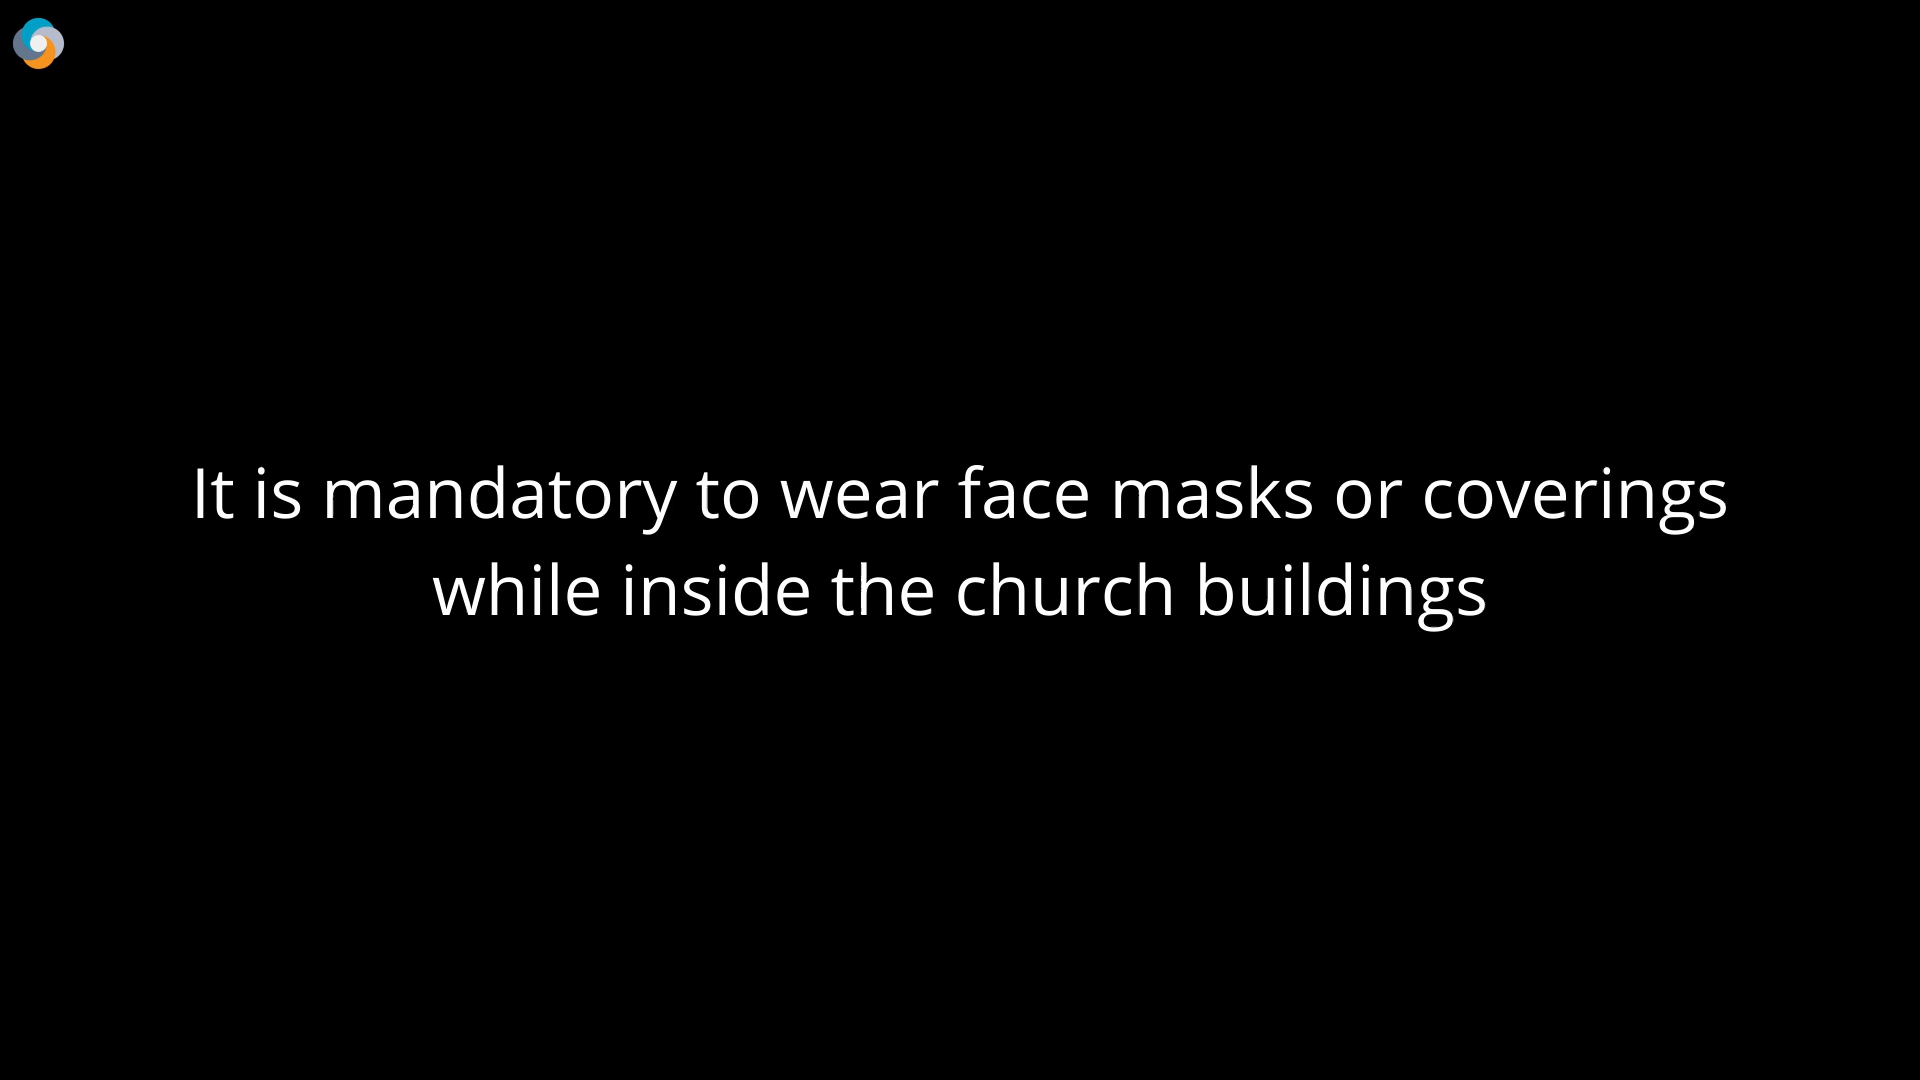 It is mandatory to wear face masks or coverings
while inside the church buildings